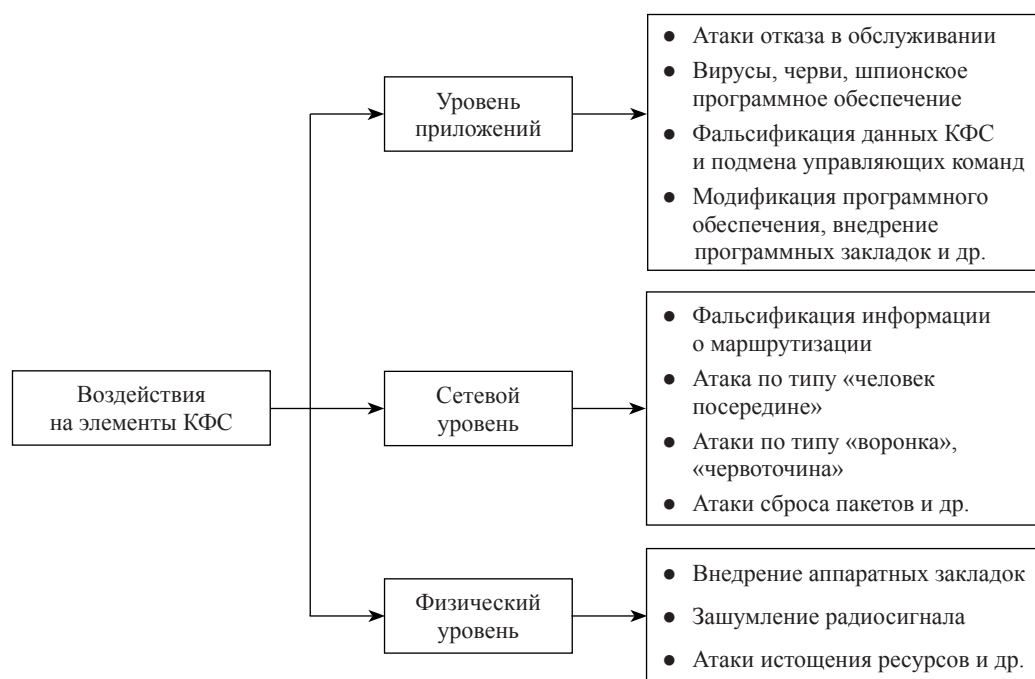 Воздействия
на элементы КФС
Уровень
приложений
● Атаки отказа в обслуживании
● Вирусы, черви, шпионское
программное обеспечение
● Фальсификация данных КФС
и подмена управляющих команд
● Модификация программного
обеспечения, внедрение
программных закладок и др.
Сетевой
уровень
● Фальсификация информации
о маршрутизации
● Атака по типу «человек
посередине»
● Атаки по типу «воронка»,
«червоточина»
● Атаки сброса пакетов и др.
Физический
уровень
● Внедрение аппаратных закладок
● Зашумление радиосигнала
● Атаки истощения ресурсов и др.